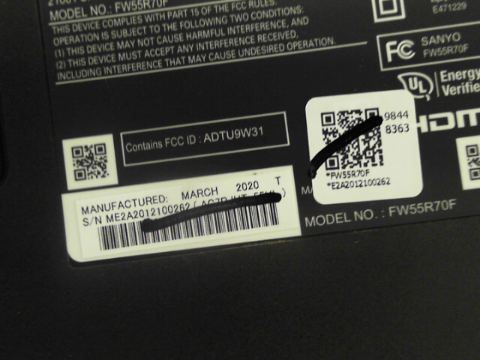 MODEL NO. : FW55R70F
THIS DEVICE COMPLIES WITH PART 15 OF THE FCC RULES.
OPERATION IS SUBJECT TO THE FOLLOWING TWO CONDITIONS:
(1) THIS DEVICE MAY NOT CAUSE HARMFUL INTERFERENCE, AND
(2) THIS DEVICE MUST ACCEPT ANY INTERFERENCE RECEIVED,
INCLUDING INTERFERENCE THAT MAY CAUSE UNDESIRED OPERATION.
E471229
FC SANYO
FW55R70F
UL Energy
Verifie
HDMI
Contains FCC ID : ADTU9W31
9844
8363
*FW55R70F
*E2A2012100262
MANUFACTURED: MARCH 2020 T
S/N ME2A2012100262
MODEL NO. : FW55R70F